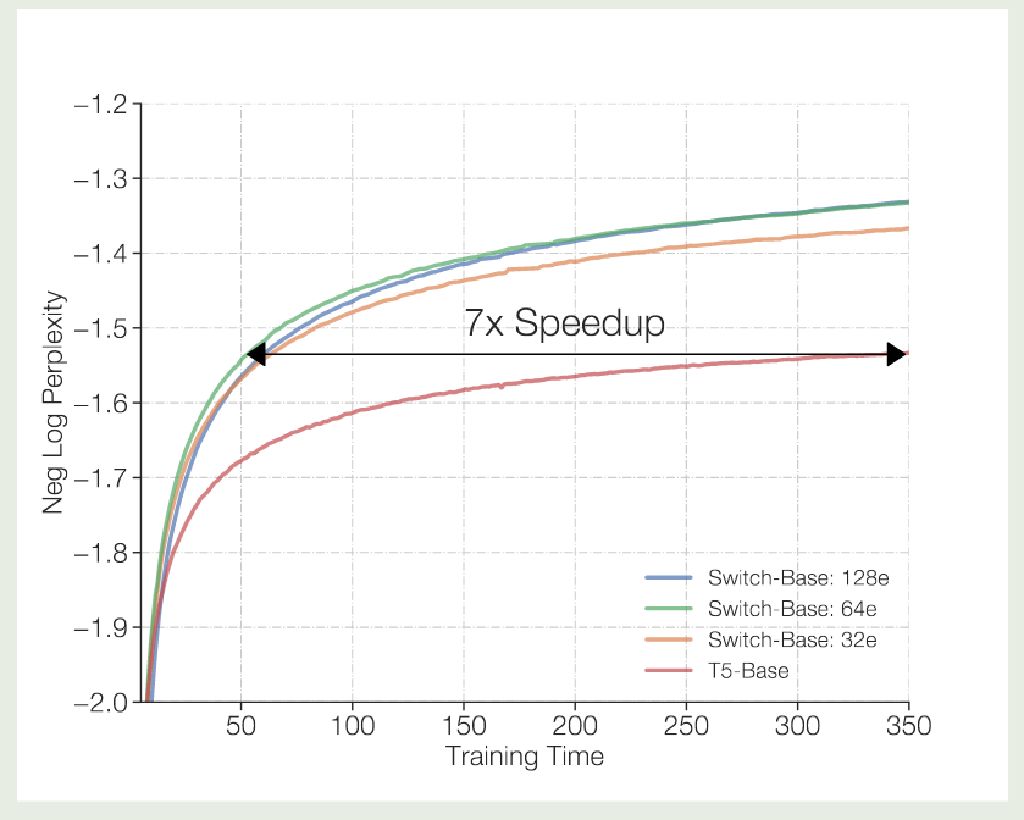 −1.2
−1.3
−1.4
−1.5
−1.6
−1.7
−1.8
−1.9
−2.0
Neg Log Perplexity
7x Speedup
Switch-Base: 128e
Switch-Base: 64e
Switch-Base: 32e
T5-Base
50 100 150 200 250 300 350
Training Time